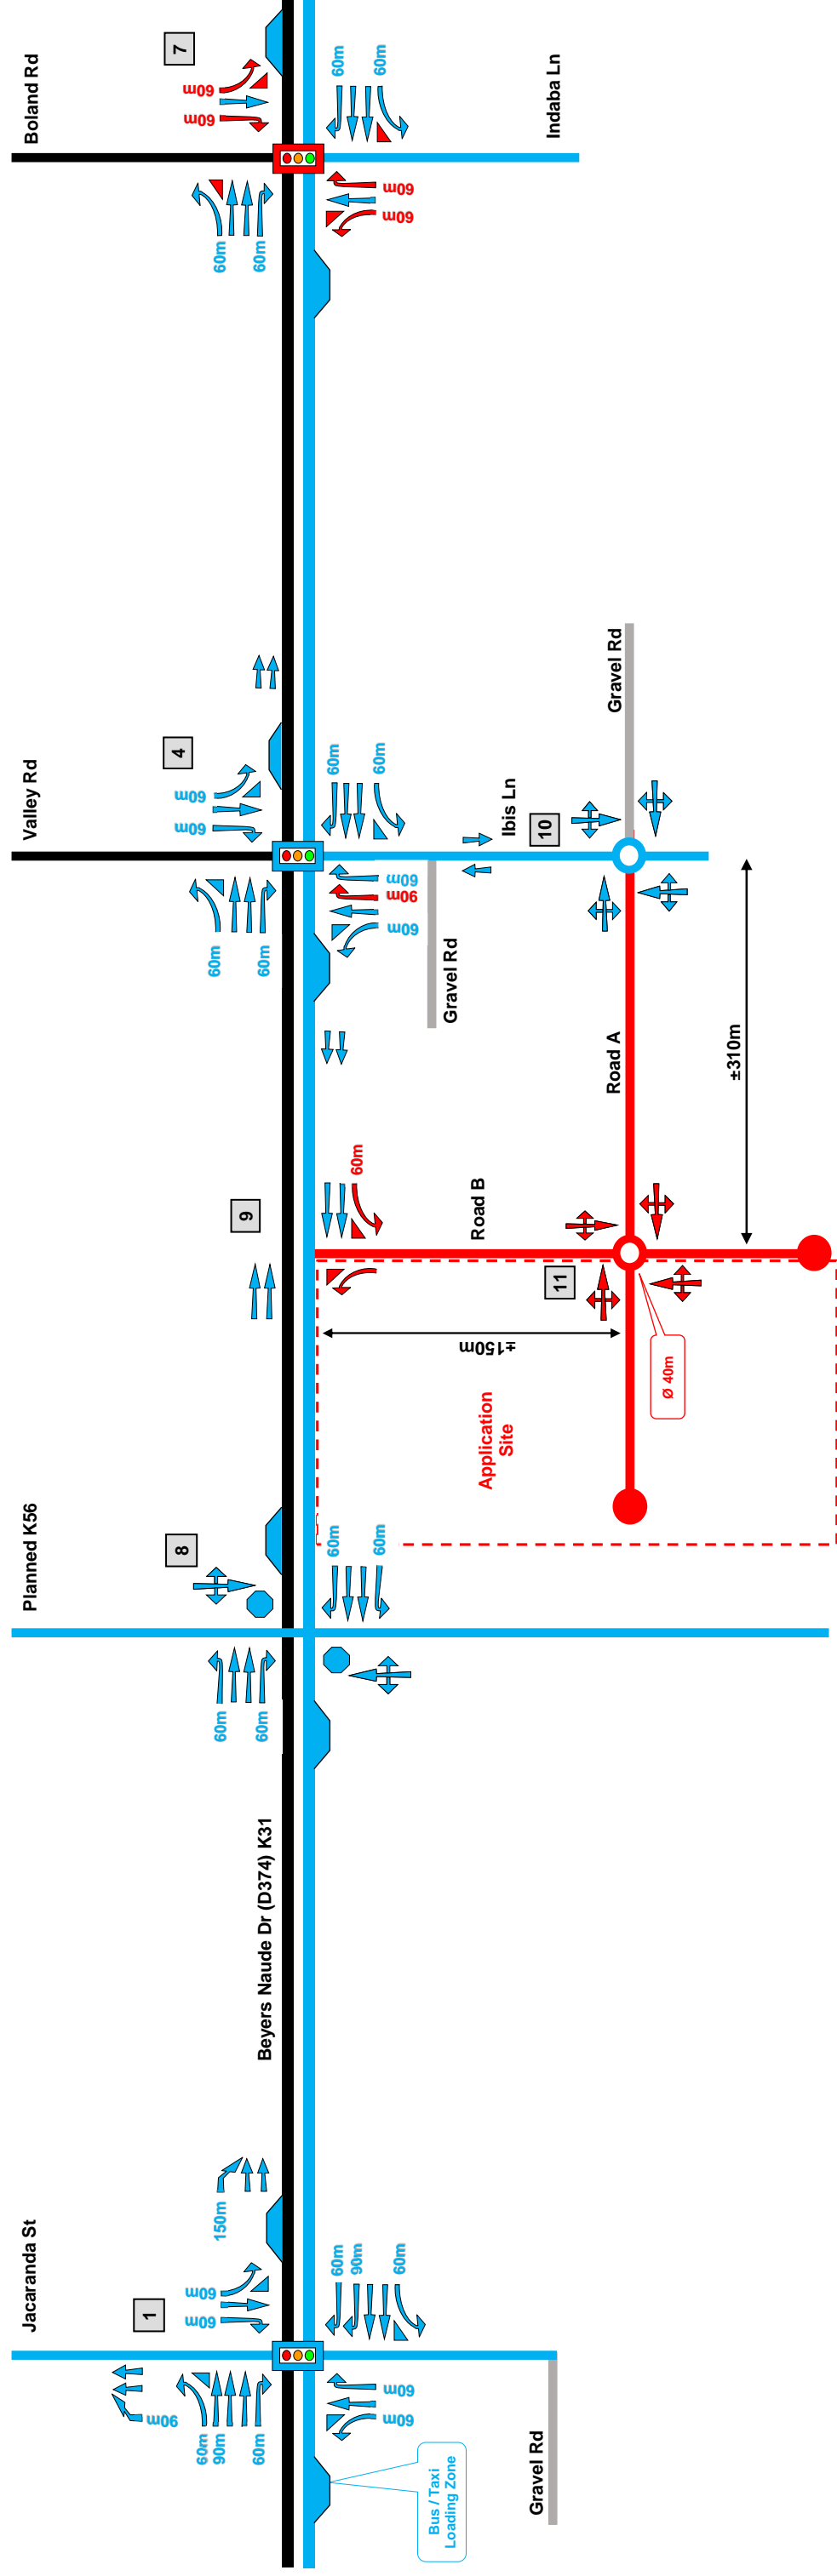 Boland Rd
7
60m
60m
60m
60m
60m
60m
60m
60m
Indaba Ln
Valley Rd
4
60m
60m
60m
60m
60m
60m
60m
90m
60m
Ibis Ln
10
Gravel Rd
Gravel Rd
Road A
±310m
9
60m
Road B
11
±150m
Ø 40m
Application
Site
Planned K56
8
60m
60m
60m
60m
Beyers Naude Dr (D374) K31
Jacaranda St
1
150m
60m
60m
60m
90m
60m
90m
60m
90m
60m
60m
60m
Bus / Taxi
Loading Zone
Gravel Rd